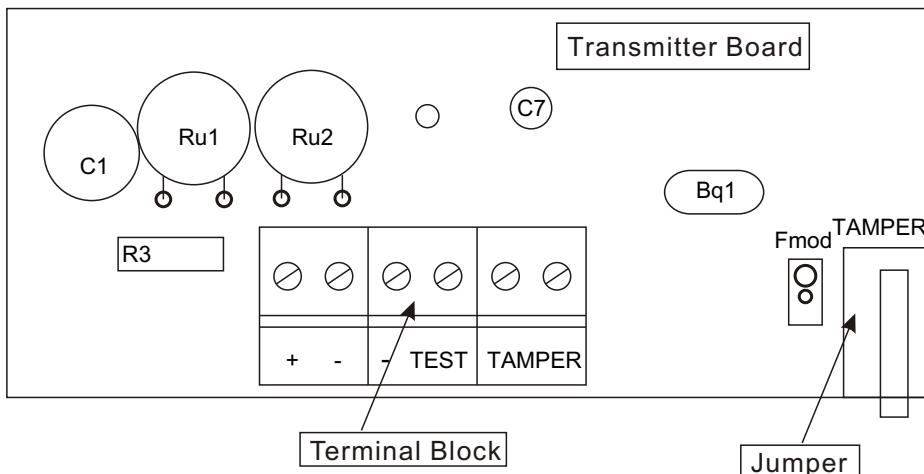 Transmitter Board
C7
Ru1
Ru2
C1
Bq1
Fmod
TAMPER
R3
+ - - TEST TAMPER
Terminal Block
Jumper